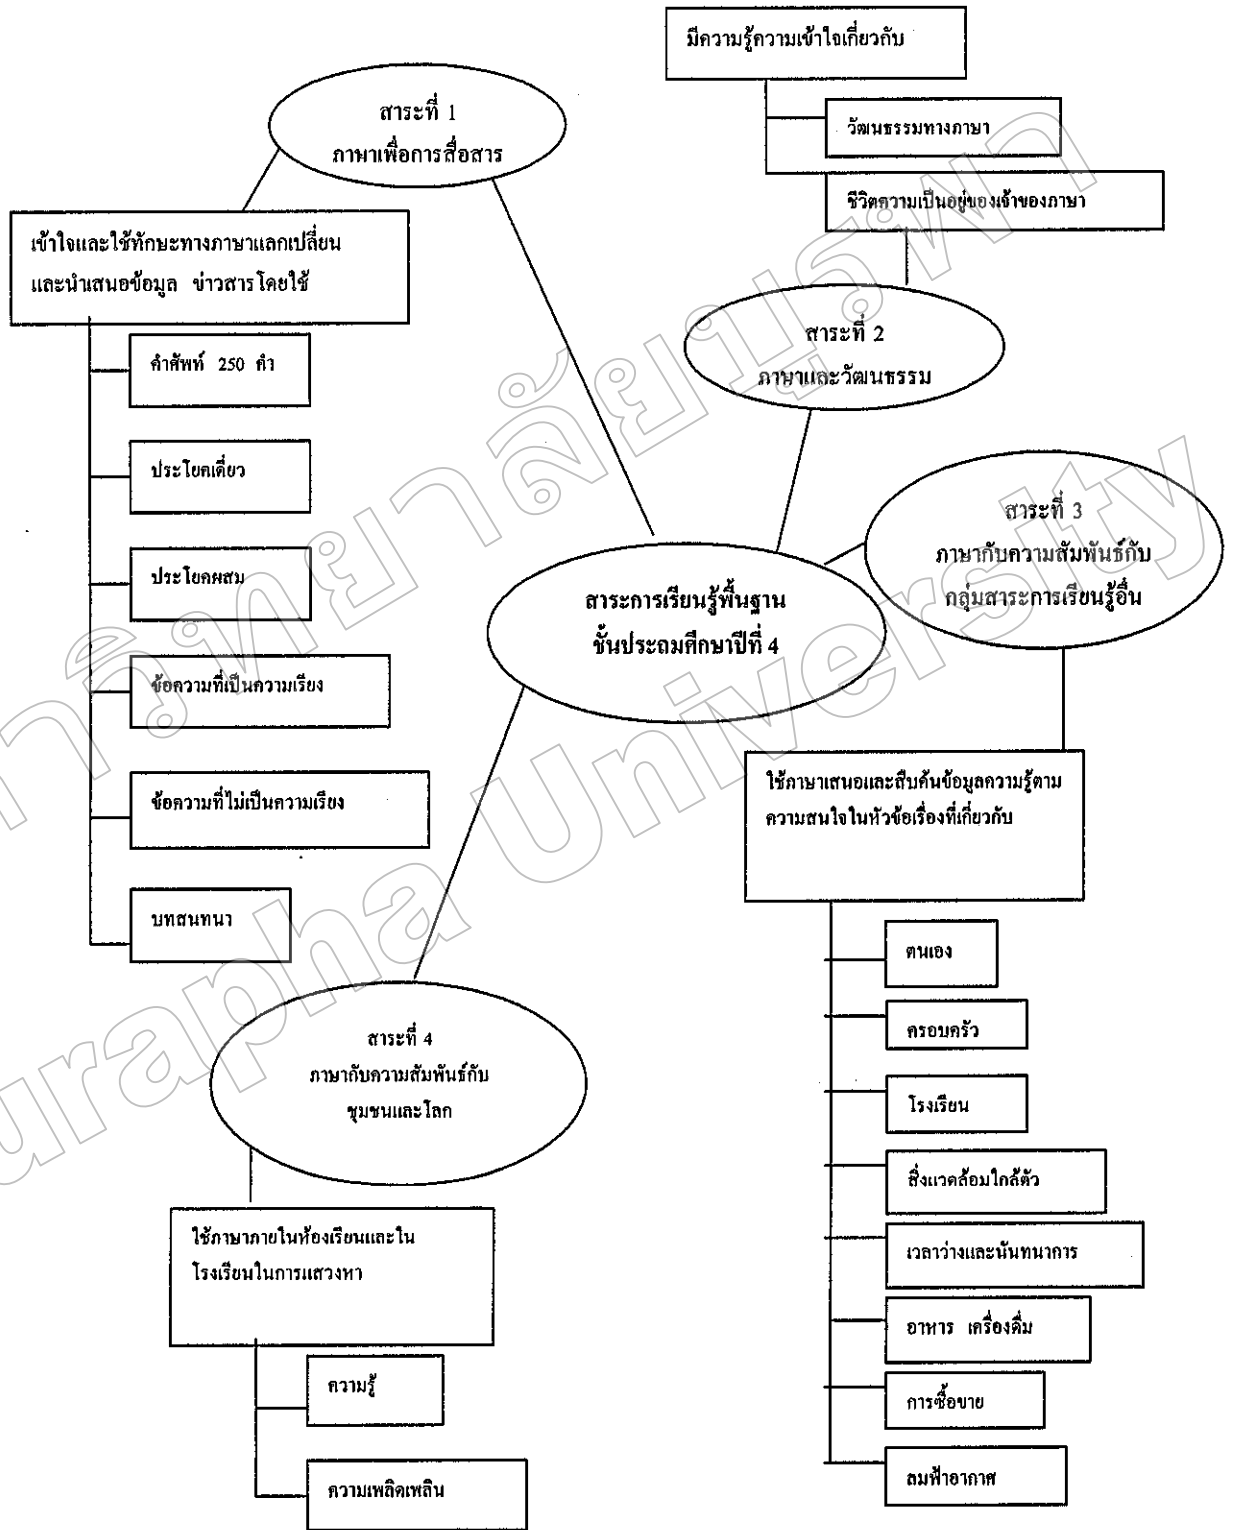 มีความรู้ความเข้าใจเกี่ยวกับ
วัฒนธรรมทางภาษา
ชีวิตความเป็นอยู่ของเจ้าของภาษา
สาระที่ 1
ภาษาเพื่อการสื่อสาร
เข้าใจและใช้ทักษะทางภาษาแลกเปลี่ยน
และนำเสนอข้อมูล ข่าวสารโดยใช้
คำศัพท์ 250 คำ
ประโยคเดี่ยว
ประโยคผสม
ข้อความที่เป็นความเรียง
ข้อความที่ไม่เป็นความเรียง
บทสนทนา
สาระที่ 2
ภาษาและวัฒนธรรม
สาระที่ 3
ภาษากับความสัมพันธ์กับ
กลุ่มสาระการเรียนรู้อื่น
สาระการเรียนรู้พื้นฐาน
ชั้นประถมศึกษาปีที่ 4
ใช้ภาษาเสนอและสืบค้นข้อมูลความรู้ตาม
ความสนใจในหัวข้อเรื่องที่เกี่ยวกับ
ตนเอง
ครอบครัว
โรงเรียน
สิ่งแวดล้อมใกล้ตัว
เวลาว่างและนันทนาการ
อาหาร เครื่องดื่ม
การซื้อขาย
ลมฟ้าอากาศ
สาระที่ 4
ภาษากับความสัมพันธ์กับ
ชุมชนและโลก
ใช้ภาษาภายในห้องเรียนและใน
โรงเรียนในการแสวงหา
ความรู้
ความเพลิดเพลิน
าวิทยาลัยบูรพา
urapha University